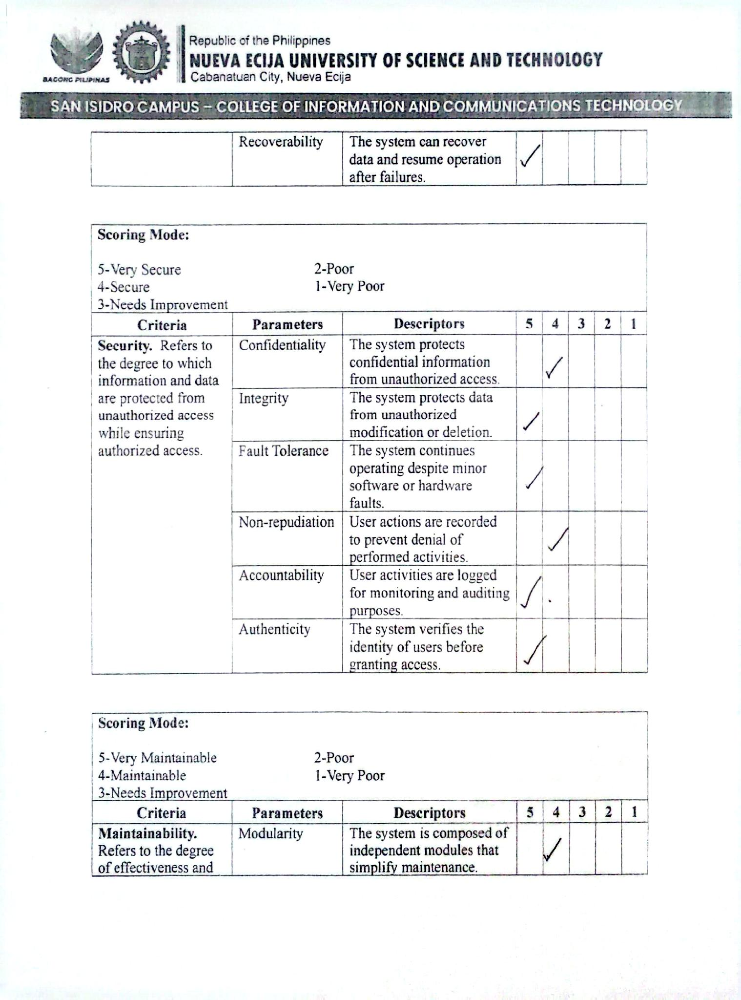 BAGONG PILIPINAS
Republic of the Philippines
NUEVA ECIJA UNIVERSITY OF SCIENCE AND TECHNOLOGY
Cabanatuan City, Nueva Ecija
SAN ISIDRO CAMPUS – COLLEGE OF INFORMATION AND COMMUNICATIONS TECHNOLOGY
Recoverability The system can recover
data and resume operation ✓
after failures.
Scoring Mode:
5-Very Secure 2-Poor
4-Secure 1-Very Poor
3-Needs Improvement
Criteria Parameters Descriptors 5 4 3 2 1
Security. Refers to Confidentiality The system protects
the degree to which confidential information ✓
information and data from unauthorized access.
are protected from Integrity The system protects data
unauthorized access from unauthorized ✓
while ensuring modification or deletion.
authorized access. Fault Tolerance The system continues
operating despite minor
software or hardware ✓
faults.
Non-repudiation User actions are recorded
to prevent denial of ✓
performed activities.
Accountability User activities are logged
for monitoring and auditing ✓
purposes.
Authenticity The system verifies the
identity of users before ✓
granting access.
Scoring Mode:
5-Very Maintainable 2-Poor
4-Maintainable 1-Very Poor
3-Needs Improvement
Criteria Parameters Descriptors 5 4 3 2 1
Maintainability. Modularity The system is composed of
Refers to the degree independent modules that ✓
of effectiveness and simplify maintenance.